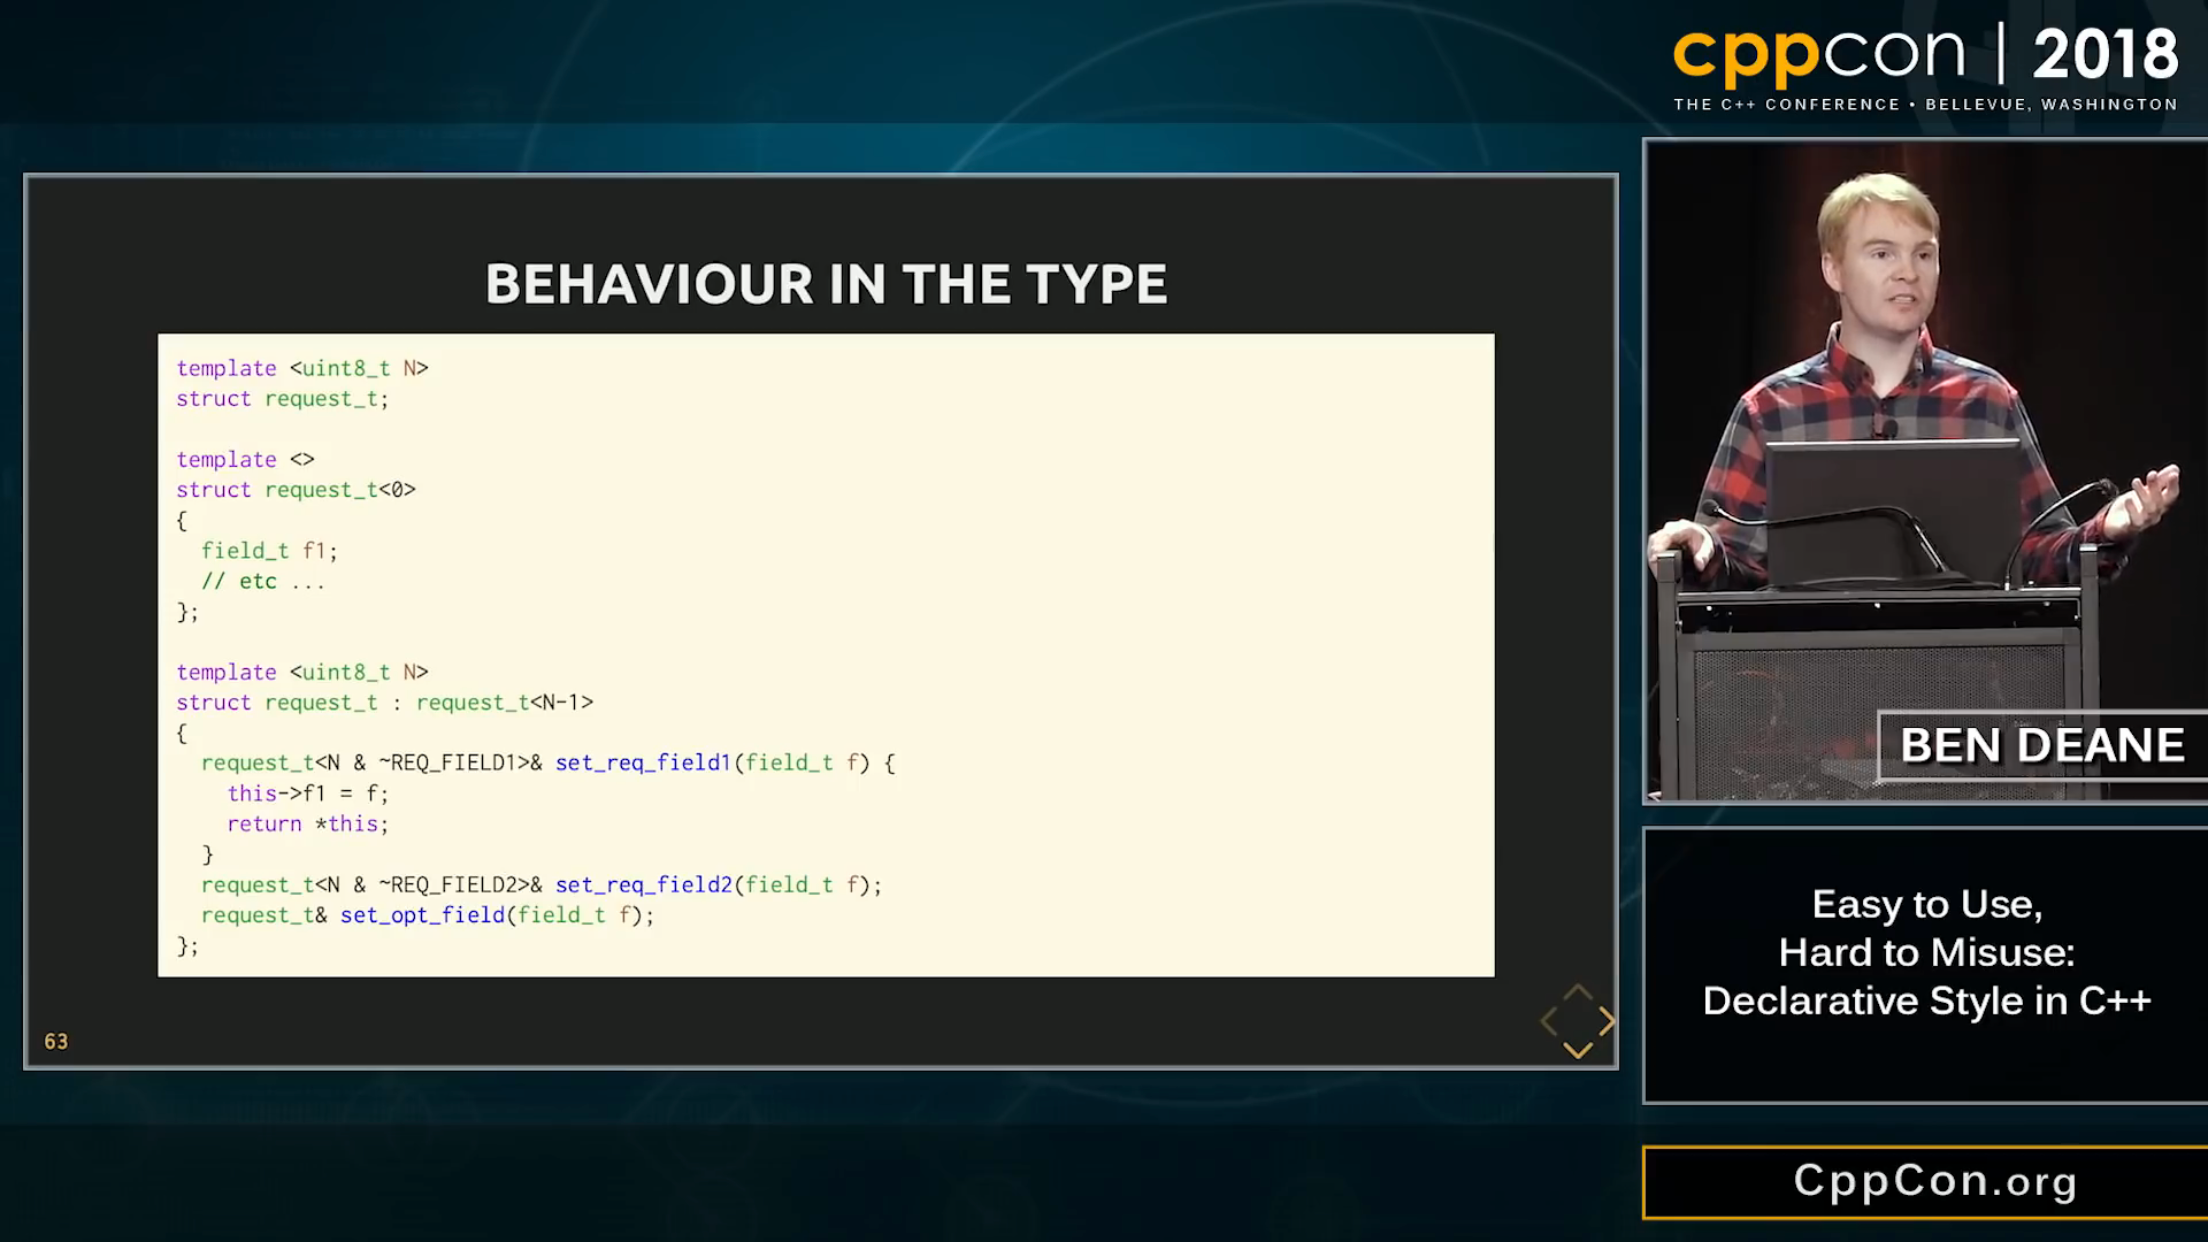 cppcon | 2018
THE C++ CONFERENCE • BELLEVUE, WASHINGTON
BEHAVIOUR IN THE TYPE
template <uint8_t N>
struct request_t;
template <>
struct request_t<0>
{
field_t f1;
// etc ...
};
template <uint8_t N>
struct request_t : request_t<N-1>
{
request_t<N & ~REQ_FIELD1>& set_req_field1(field_t f) {
this->f1 = f;
return *this;
}
request_t<N & ~REQ_FIELD2>& set_req_field2(field_t f);
request_t& set_opt_field(field_t f);
};
63
BEN DEANE
Easy to Use,
Hard to Misuse:
Declarative Style in C++
CppCon.org